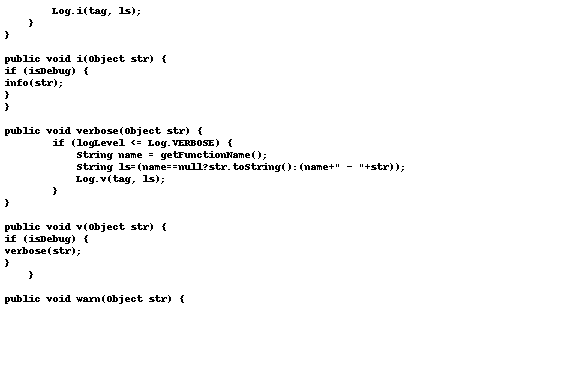 Log.i(tag, ls);
    }
}

public void i(Object str) {
if (isDebug) {
info(str);
}
}

public void verbose(Object str) {
        if (logLevel <= Log.VERBOSE) {
            String name = getFunctionName();
            String ls=(name==null?str.toString():(name+" - "+str));
            Log.v(tag, ls);
        }
}

public void v(Object str) {
if (isDebug) {
verbose(str);
}
    }

public void warn(Object str) {